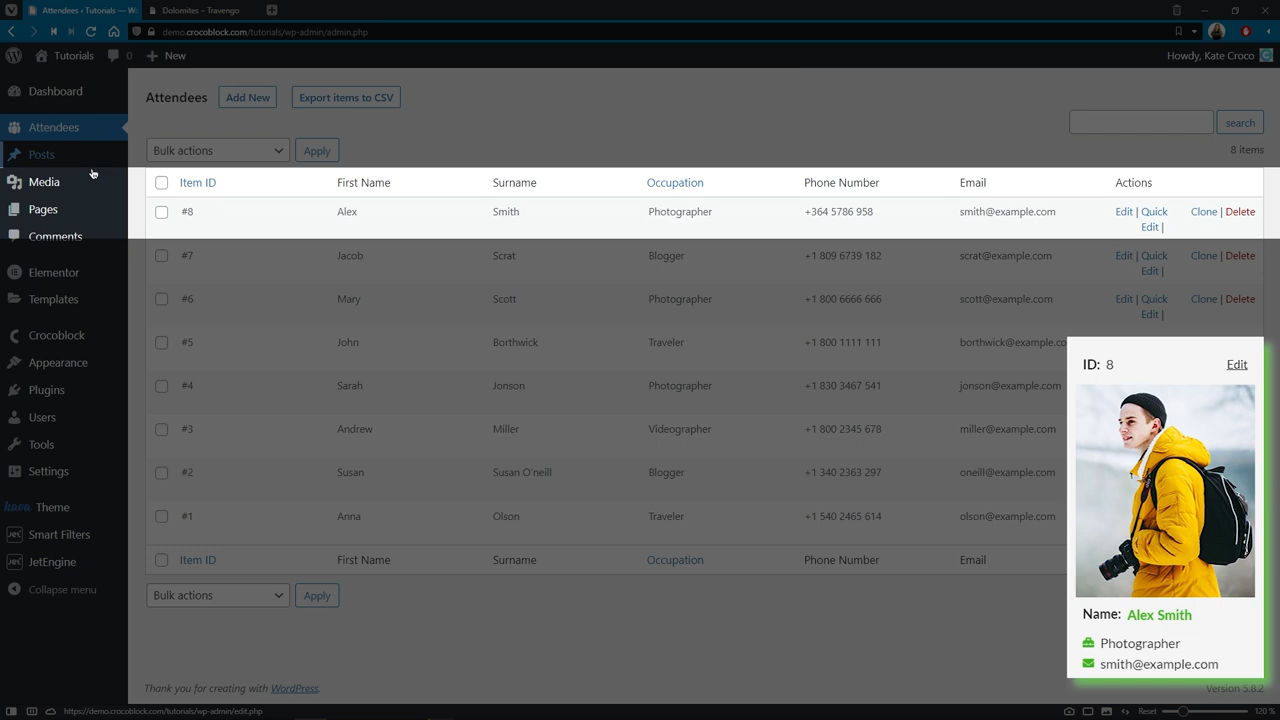 Attendees ‹ Tutorials — Wo
Dolomites – Travengo
demo.crocoblock.com/tutorials/wp-admin/admin.php
Tutorials 0 New Howdy, Kate Croco
Dashboard
Attendees
Posts
Media
Pages
Comments
Elementor
Templates
Crocoblock
Appearance
Plugins
Users
Tools
Settings
kava Theme
Smart Filters
JetEngine
Collapse menu
Attendees Add New Export items to CSV
search
Bulk actions Apply 8 items
Item ID First Name Surname Occupation Phone Number Email Actions
#8 Alex Smith Photographer +364 5786 958 smith@example.com Edit | Quick Clone | Delete
Edit |
#7 Jacob Scrat Blogger +1 809 6739 182 scrat@example.com Edit | Quick Clone | Delete
Edit |
#6 Mary Scott Photographer +1 800 6666 666 scott@example.com Edit | Quick Clone | Delete
Edit |
#5 John Borthwick Traveler +1 800 1111 111 borthwick@example.co
#4 Sarah Jonson Photographer +1 830 3467 541 jonson@example.com
#3 Andrew Miller Videographer +1 800 2345 678 miller@example.com
#2 Susan Susan O'neill Blogger +1 340 2363 297 oneill@example.com
#1 Anna Olson Traveler +1 540 2465 614 olson@example.com
Item ID First Name Surname Occupation Phone Number Email
Bulk actions Apply
ID: 8 Edit
Name: Alex Smith
Photographer
smith@example.com
Thank you for creating with WordPress.
Version 5.8.2
https://demo.crocoblock.com/tutorials/wp-admin/edit.php
Reset 120 %